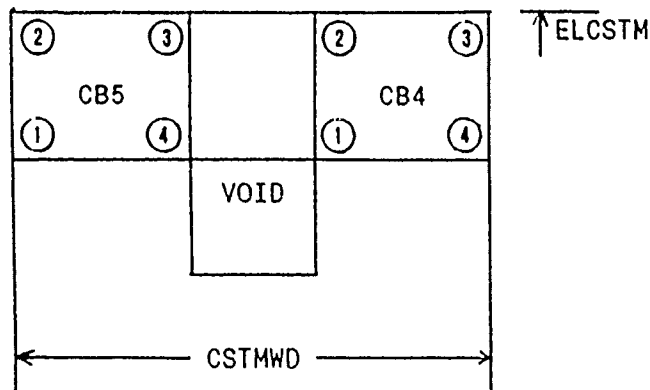 ② ③ ② ③ ELCSTM
CB5 CB4
① ④ ① ④
VOID
CSTMWD